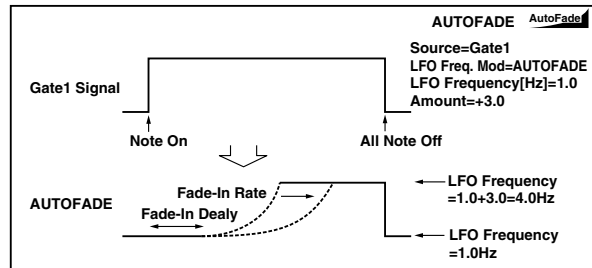 AUTOFADE AutoFade
Source=Gate1
LFO Freq. Mod=AUTOFADE
LFO Frequency[Hz]=1.0
Amount=+3.0
Gate1 Signal
Note On
All Note Off
AUTOFADE
Fade-In Rate
Fade-In Dealy
LFO Frequency
=1.0+3.0=4.0Hz
LFO Frequency
=1.0Hz